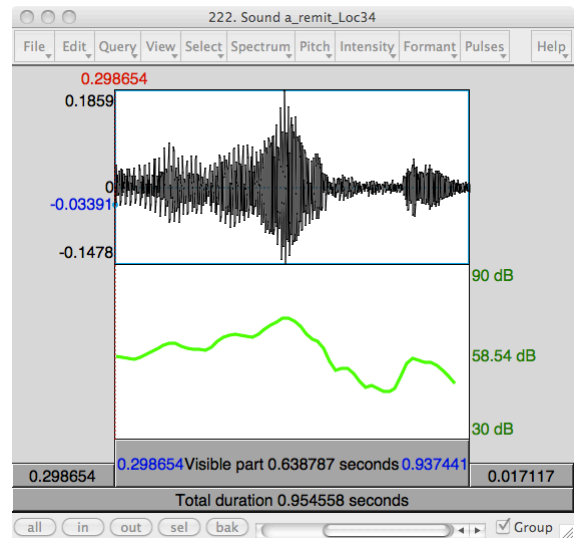 222. Sound a_remit_Loc34
File Edit Query View Select Spectrum Pitch Intensity Formant Pulses Help
0.298654
0.1859
0
-0.03391
-0.1478
90 dB
58.54 dB
30 dB
0.298654 Visible part 0.638787 seconds 0.937441
0.298654 0.017117
Total duration 0.954558 seconds
all in out sel bak Group